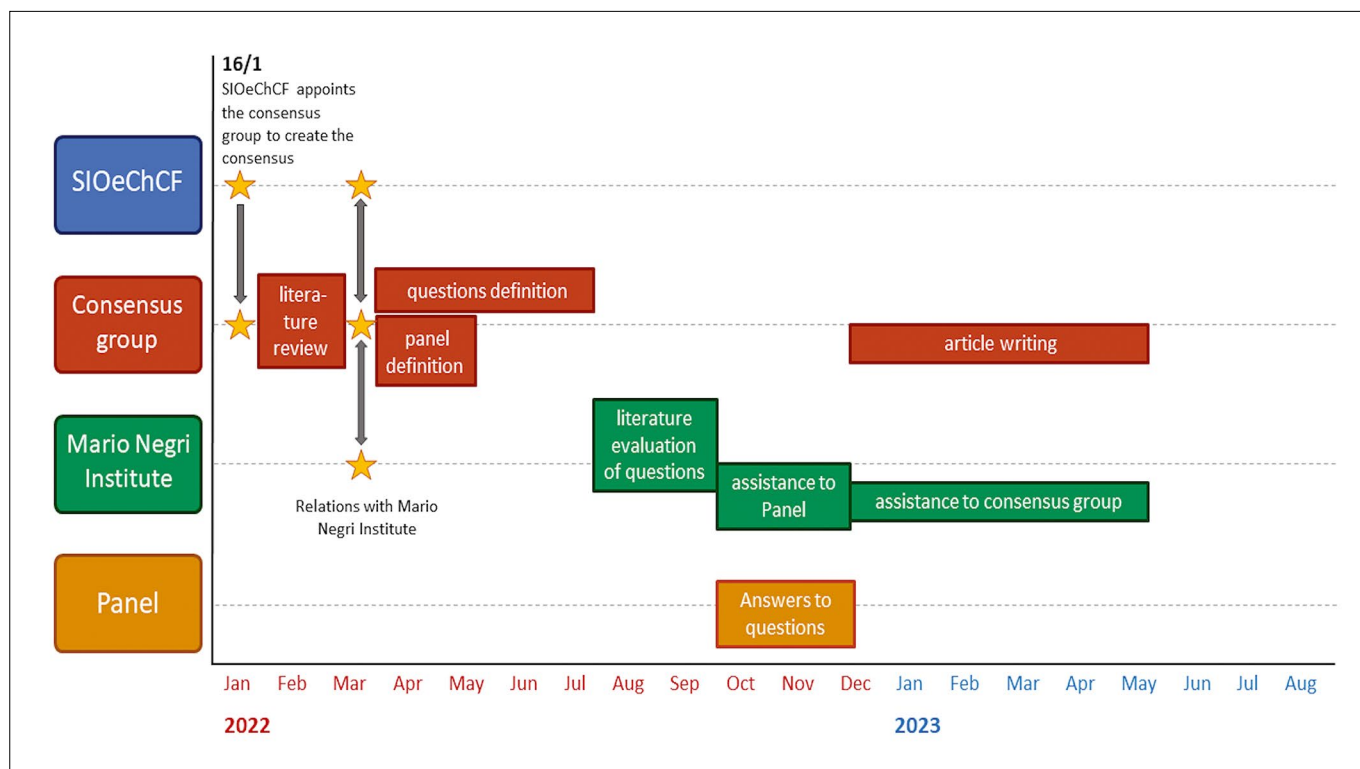 16/1
SIOeChCF appoints
the consensus
group to create the
consensus
SIOeChCF
Consensus
group
litera-
ture
review
questions definition
panel
definition
article writing
Mario Negri
Institute
literature
evaluation
of questions
assistance to
Panel
assistance to consensus group
Relations with Mario
Negri Institute
Panel
Answers to
questions
Jan Feb Mar Apr May Jun Jul Aug Sep Oct Nov Dec Jan Feb Mar Apr May Jun Jul Aug
2022 2023